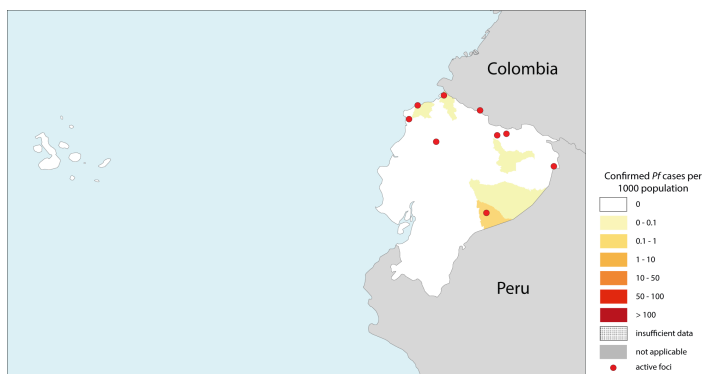 Colombia
Peru
Confirmed Pf cases per
1000 population
0
0 - 0.1
0.1 - 1
1 - 10
10 - 50
50 - 100
> 100
insufficient data
not applicable
active foci